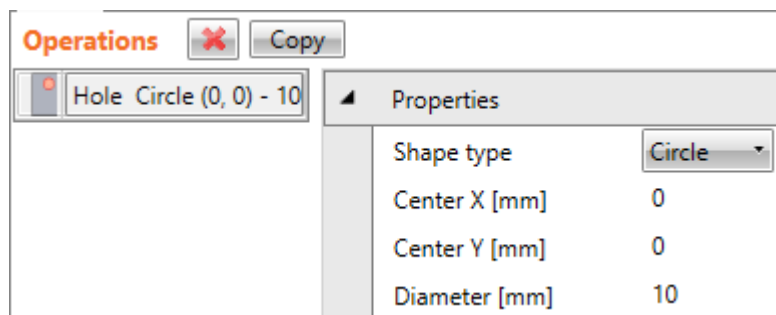 Operations Copy
Hole Circle (0, 0) - 10
Properties
Shape type Circle
Center X [mm] 0
Center Y [mm] 0
Diameter [mm] 10